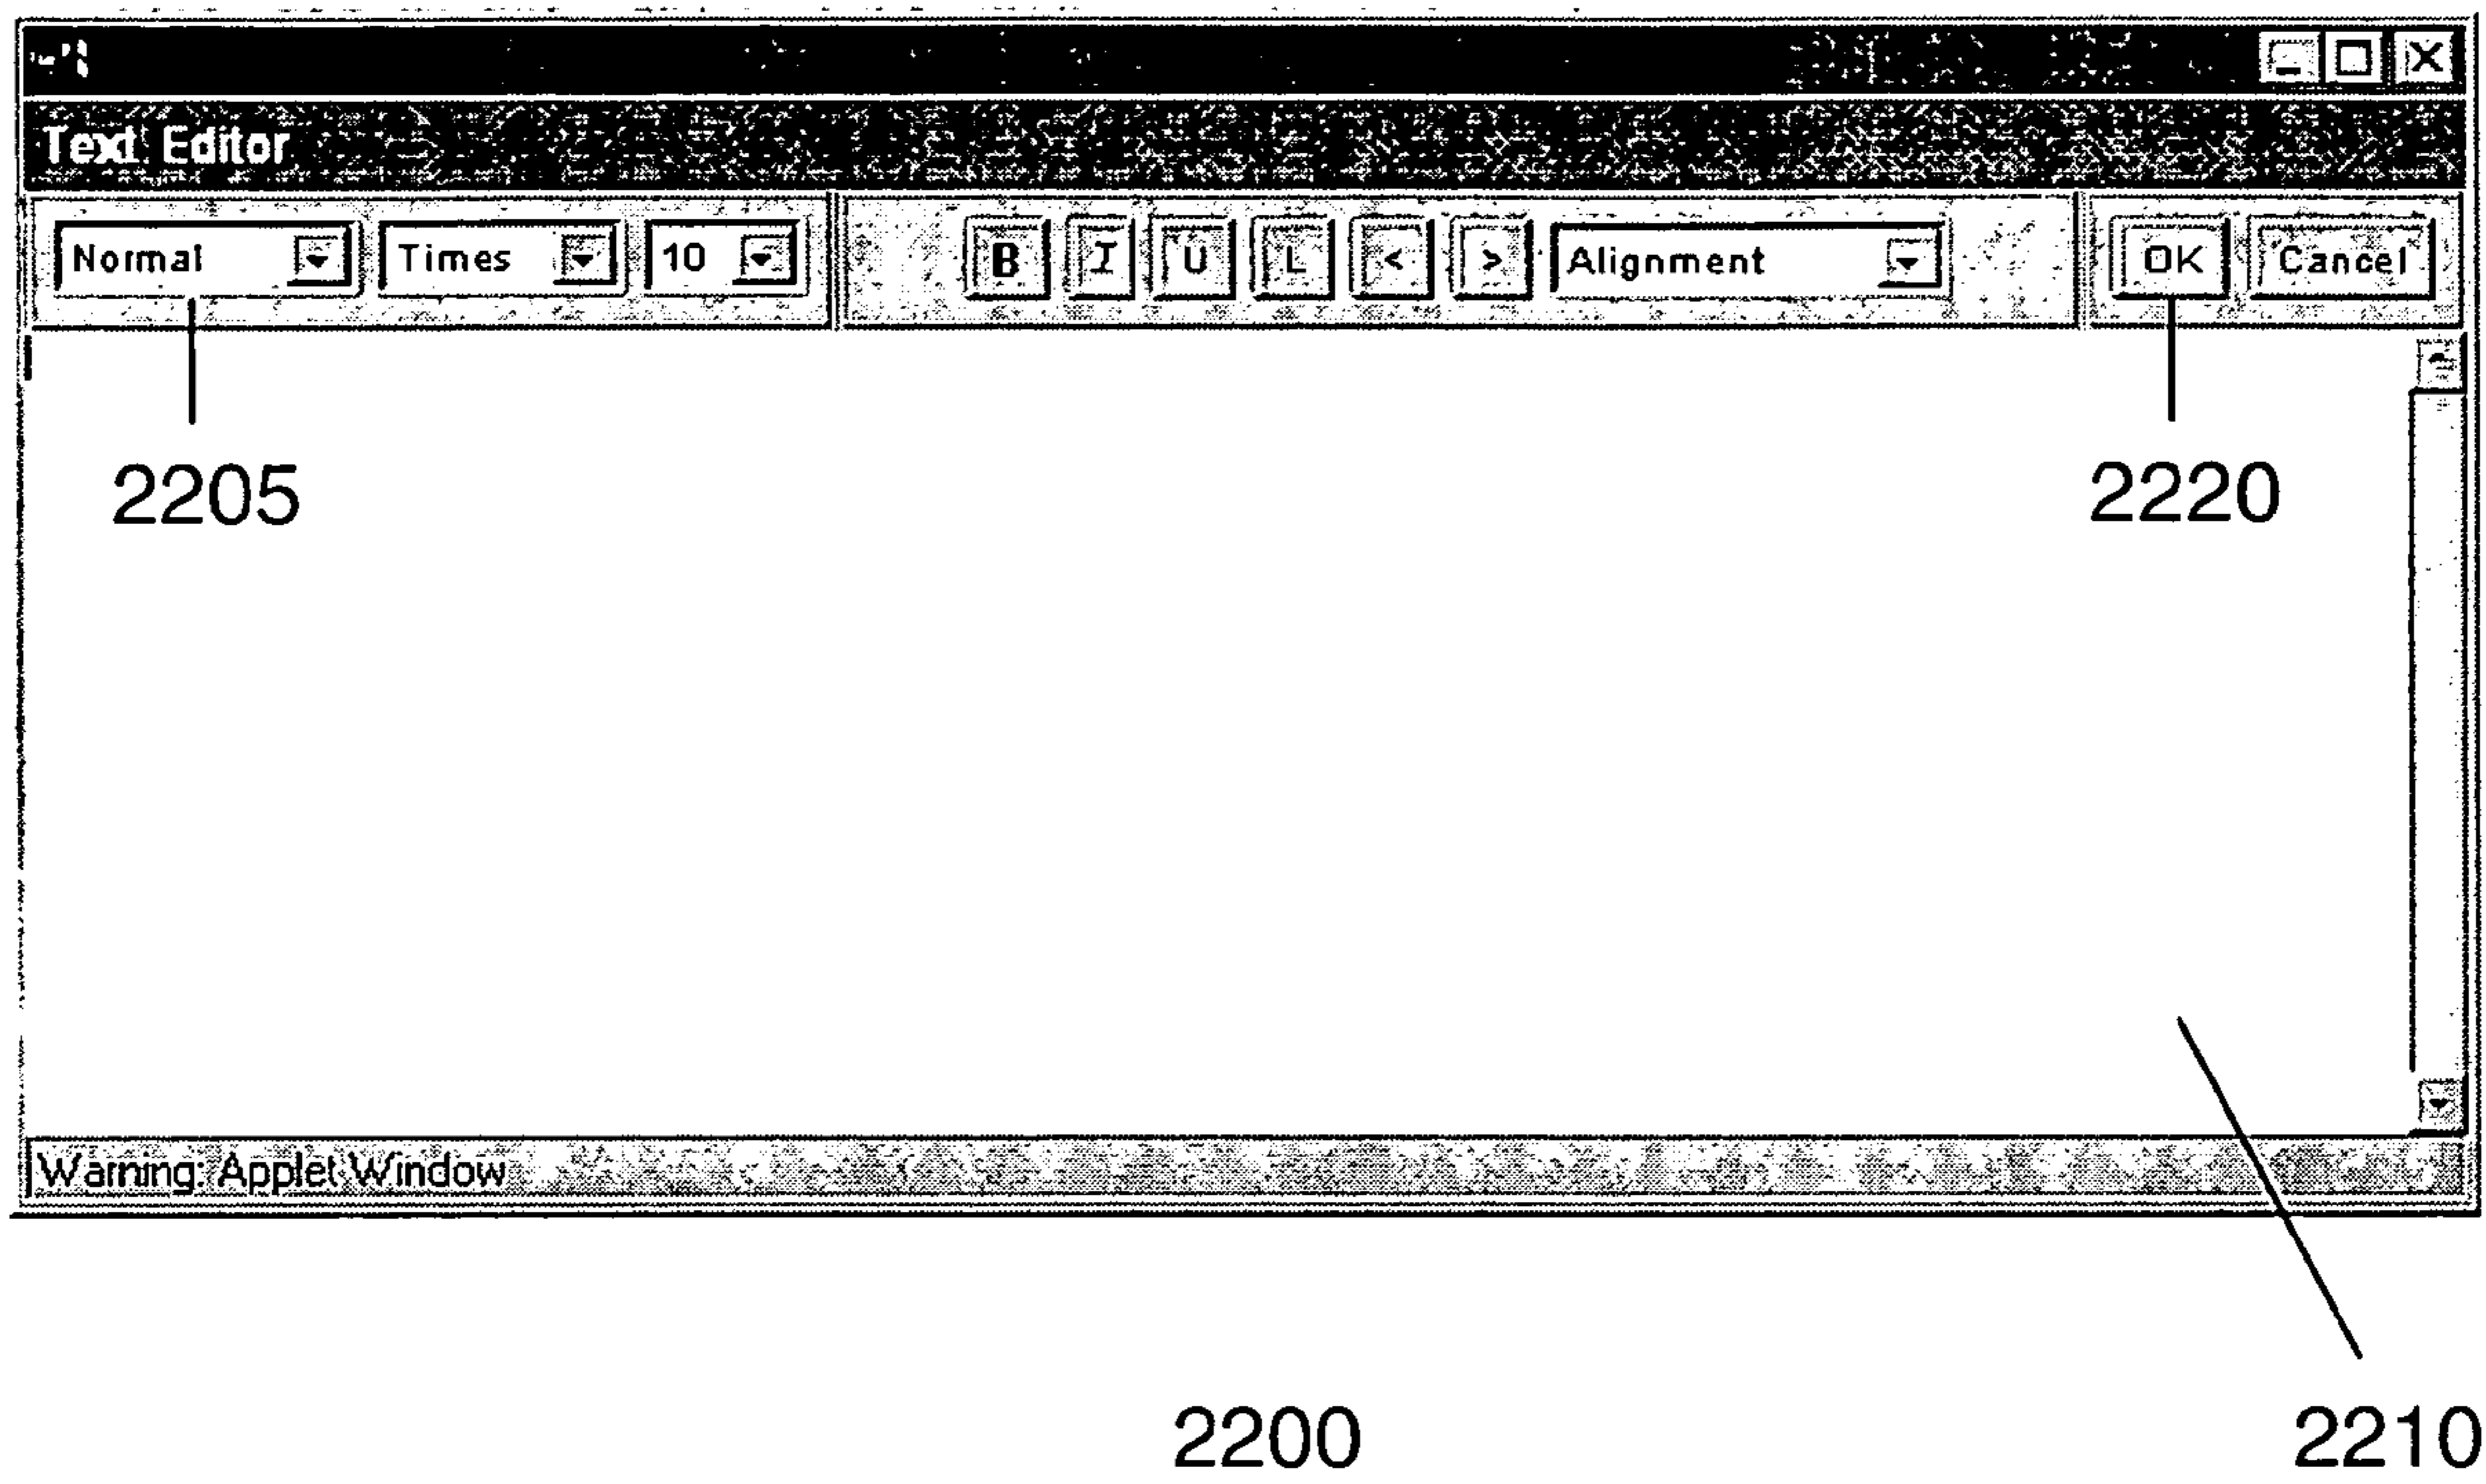 Text Editor
Normal Times 10 B I U L < > Alignment OK Cancel
2205 2220
Warning: Applet Window
2200 2210